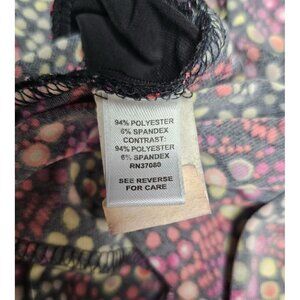 94% POLYESTER
6% SPANDEX
CONTRAST:
94% POLYESTER
6% SPANDEX
RN37080
SEE REVERSE
FOR CARE